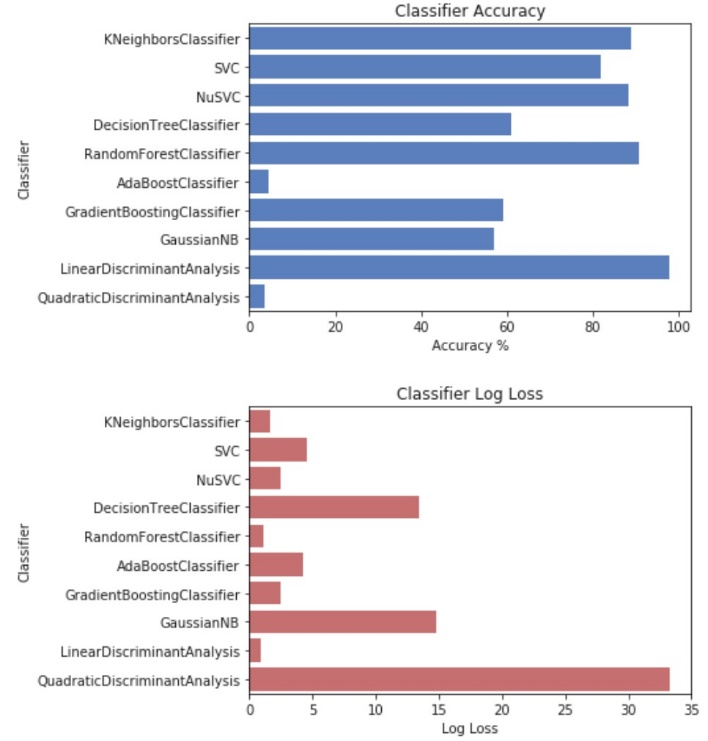 Classifier Accuracy
Classifier
KNeighborsClassifier
SVC
NuSVC
DecisionTreeClassifier
RandomForestClassifier
AdaBoostClassifier
GradientBoostingClassifier
GaussianNB
LinearDiscriminantAnalysis
QuadraticDiscriminantAnalysis
0 20 40 60 80 100
Accuracy %
Classifier Log Loss
Classifier
KNeighborsClassifier
SVC
NuSVC
DecisionTreeClassifier
RandomForestClassifier
AdaBoostClassifier
GradientBoostingClassifier
GaussianNB
LinearDiscriminantAnalysis
QuadraticDiscriminantAnalysis
0 5 10 15 20 25 30 35
Log Loss